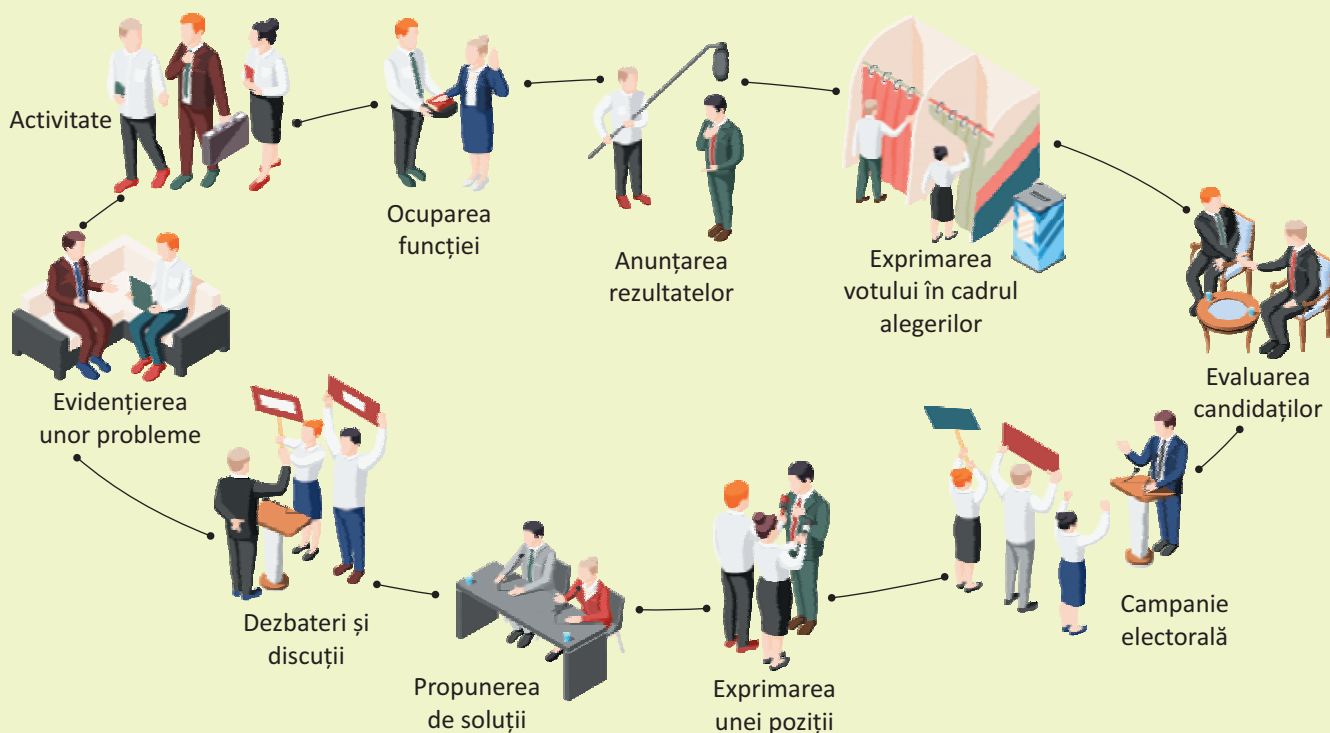 Activitate
Ocuparea
funcției
Anunțarea
rezultatelor
Exprimarea
votului în cadrul
alegerilor
Evaluarea
candidaților
Evidențierea
unor probleme
Dezbateri și
discuții
Propunerea
de soluții
Exprimarea
unei poziții
Campanie
electorală